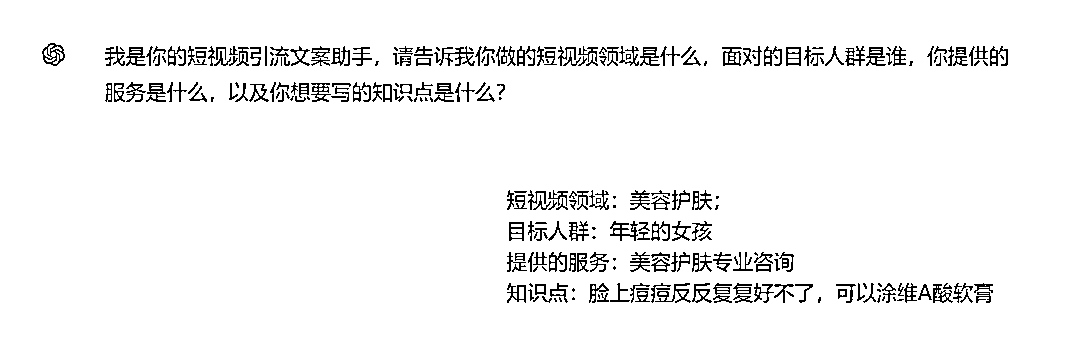 我是你的短视频引流文案助手，请告诉我你做的短视频领域是什么，面对的目标人群是谁，你提供的
服务是什么，以及你想要写的知识点是什么？
短视频领域：美容护肤；
目标人群：年轻的女孩
提供的服务：美容护肤专业咨询
知识点：脸上痘痘反反复复好不了，可以涂维A酸软膏